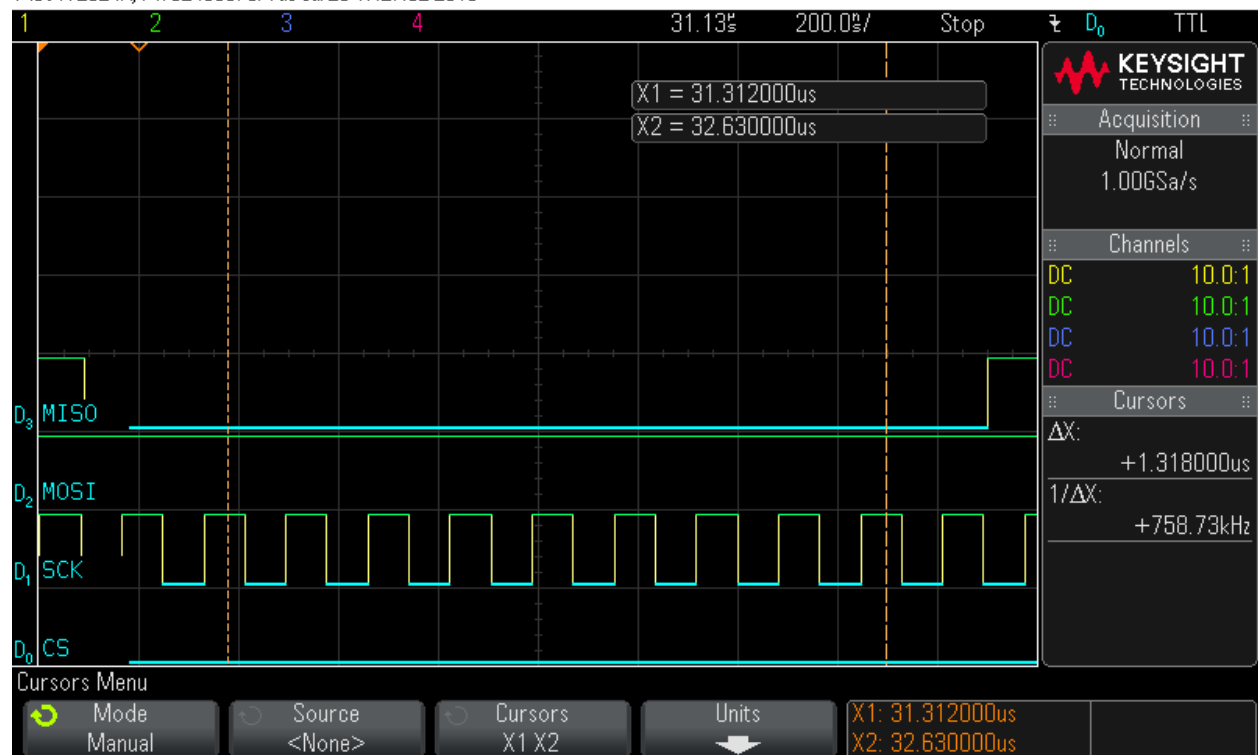 1 2 3 4 31.13µs 200.0ns/ Stop D0 TTL
X1 = 31.312000us
X2 = 32.630000us
KEYSIGHT
TECHNOLOGIES
Acquisition
Normal
1.00GSa/s
Channels
DC 10.0:1
DC 10.0:1
DC 10.0:1
DC 10.0:1
Cursors
ΔX:
+1.318000us
1/ΔX:
+758.73kHz
D3 MISO
D2 MOSI
D1 SCK
D0 CS
Cursors Menu
Mode
Manual
Source
<None>
Cursors
X1 X2
Units
X1: 31.312000us
X2: 32.630000us